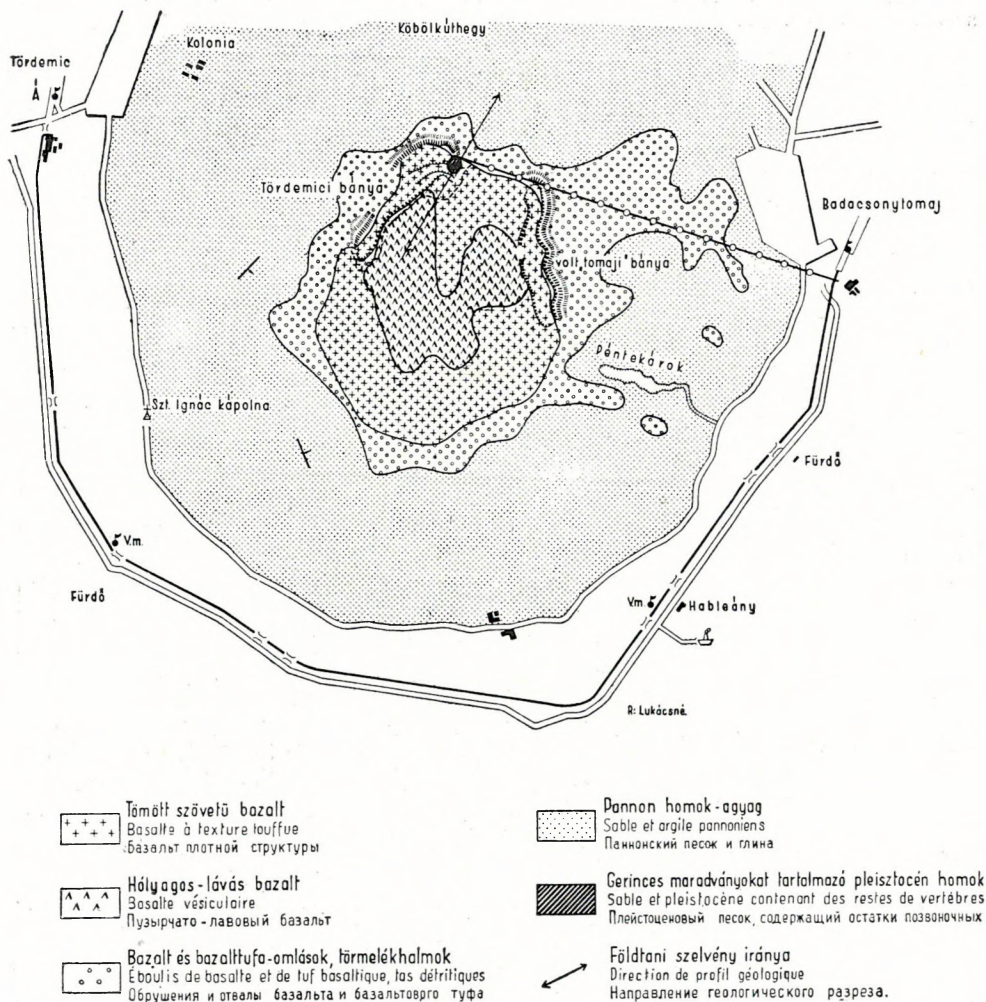 Köbölkúthegy
Kolonia
Tördemic
Tördemici bánya
Badacsonytomaj
volt tomaji bánya
Péntekárok
Szt. Ignác kápolna
Fürdő
V.m.
Fürdő
V.m.
Hableány
R: Lukácsné.
Tömött szövetű bazalt
Basalte à texture touffue
базальт плотной структуры
Hólyagos-lávás bazalt
Basalte vésiculaire
Пузырчато-лавовый базальт
Bazalt és bazalttufa-omlások, törmelékhalmok
Éboulis de basalte et de tuf basaltique, tas détritiques
Обрушения и отвалы базальта и базальтоврго туфа
Pannon homok-agyag
Sable et argile pannoniens
Паннонский песок и глина
Gerinces maradványokat tartalmazó pleisztocén homok
Sable et pleistocène contenant des restes de vertèbres
Плейстоценовый песок, содержащий остатки позвоночных
Földtani szelvény iránya
Direction de profil géologique
Направление геологического разреза.